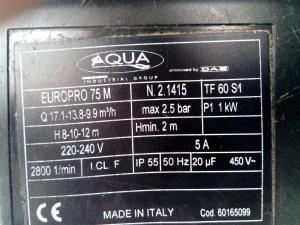 AQUA
INDUSTRIAL GROUP
produced by DAB
EUROPRO 75 M N. 2.1415 TF 60 S1
Q 17.1-13.8-9.9 m³/h max 2.5 bar P1 1 kW
H 8-10-12 m Hmin. 2 m
220-240 V 5 A
2800 1/min I.CL F IP 55 50 Hz 20 µF 450 V~
CE MADE IN ITALY Cod. 60165099